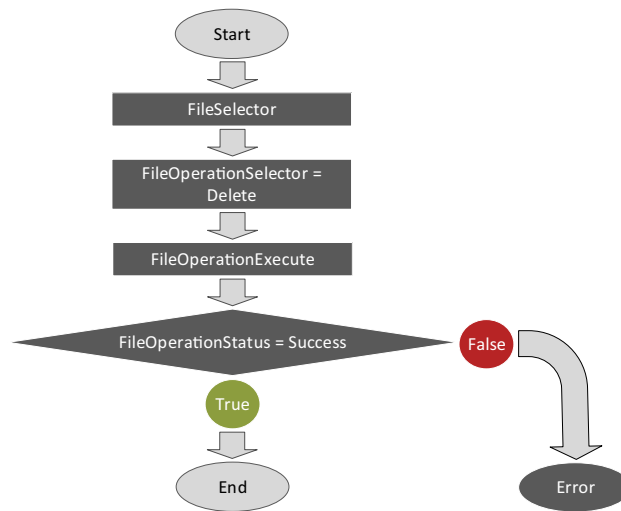 Start
FileSelector
FileOperationSelector =
Delete
FileOperationExecute
FileOperationStatus = Success
False
True
End
Error